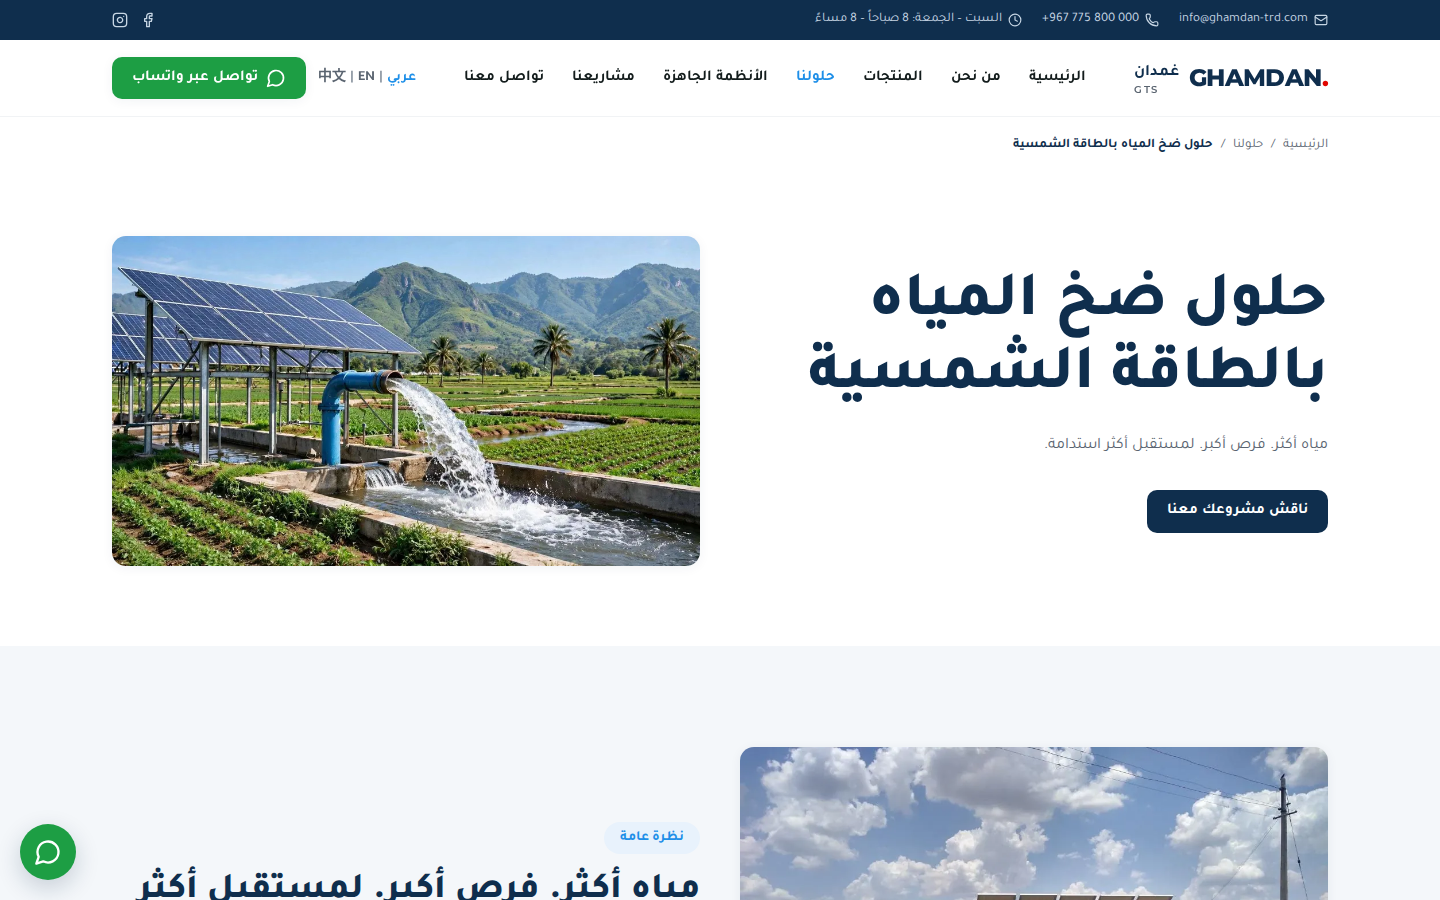 info@ghamdan-trd.com
+967 775 800 000
السبت - الجمعة: 8 صباحاً - 8 مساءً
GHAMDAN.
غمدان
GTS
الرئيسية
من نحن
المنتجات
حلولنا
الأنظمة الجاهزة
مشاريعنا
تواصل معنا
عربي | EN | 中文
تواصل عبر واتساب
الرئيسية / حلولنا / حلول ضخ المياه بالطاقة الشمسية
حلول ضخ المياه
بالطاقة الشمسية
مياه أكثر. فرص أكبر. لمستقبل أكثر استدامة.
ناقش مشروعك معنا
نظرة عامة
مياه أكثر. فرص أكبر. لمستقبل أكثر